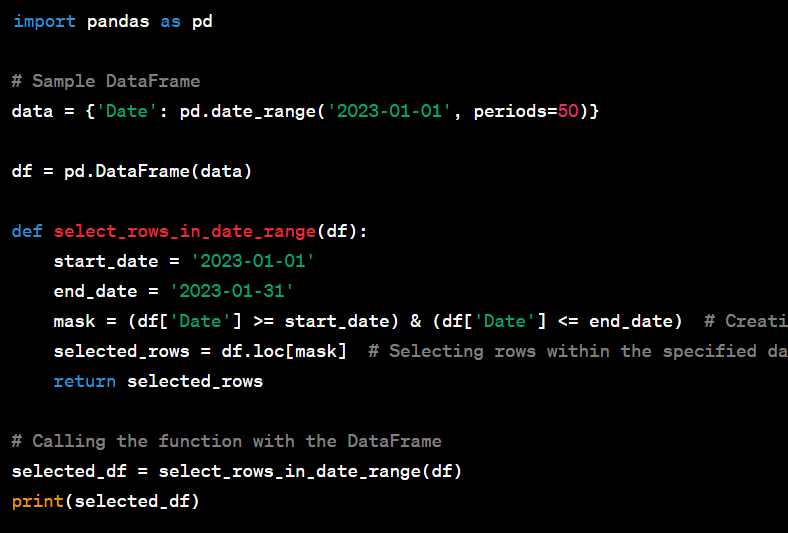 import pandas as pd
# Sample DataFrame
data = {'Date': pd.date_range('2023-01-01', periods=50)}
df = pd.DataFrame(data)
def select_rows_in_date_range(df):
    start_date = '2023-01-01'
    end_date = '2023-01-31'
    mask = (df['Date'] >= start_date) & (df['Date'] <= end_date)  # Creati
    selected_rows = df.loc[mask]  # Selecting rows within the specified da
    return selected_rows
# Calling the function with the DataFrame
selected_df = select_rows_in_date_range(df)
print(selected_df)